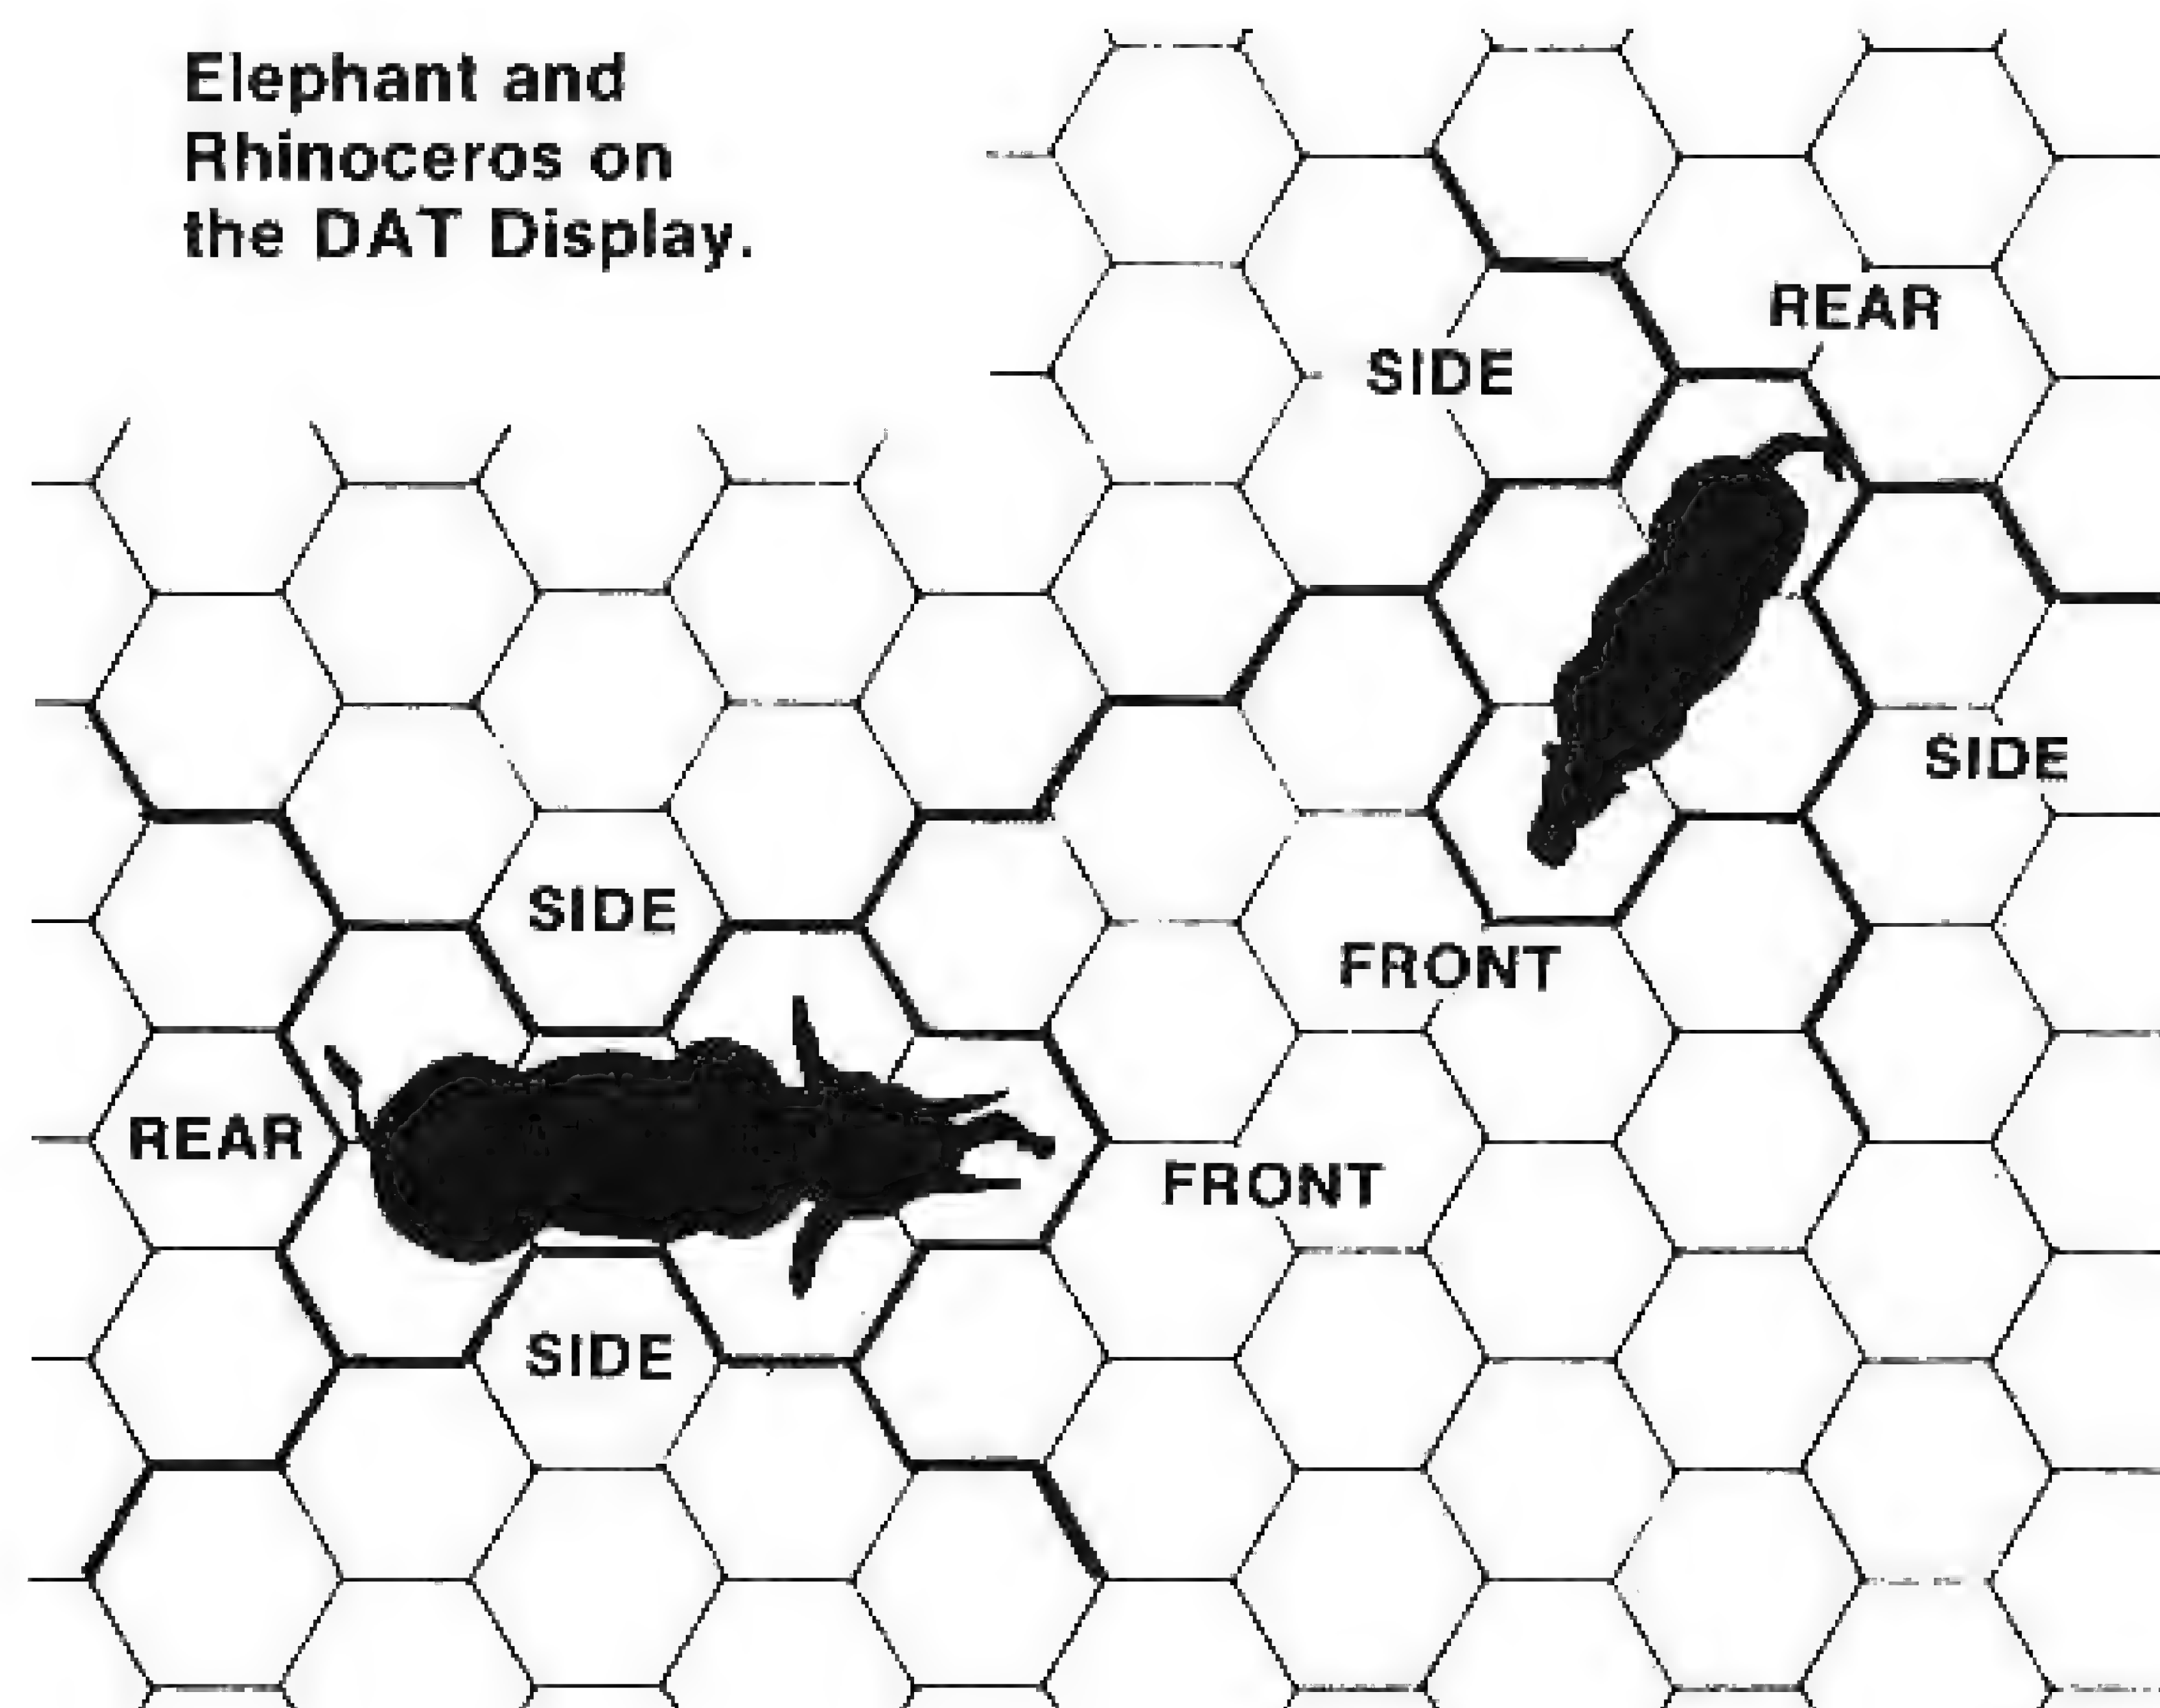 Elephant and
Rhinoceros on
the DAT Display.
REAR
SIDE
SIDE
SIDE
FRONT
REAR
FRONT
SIDE